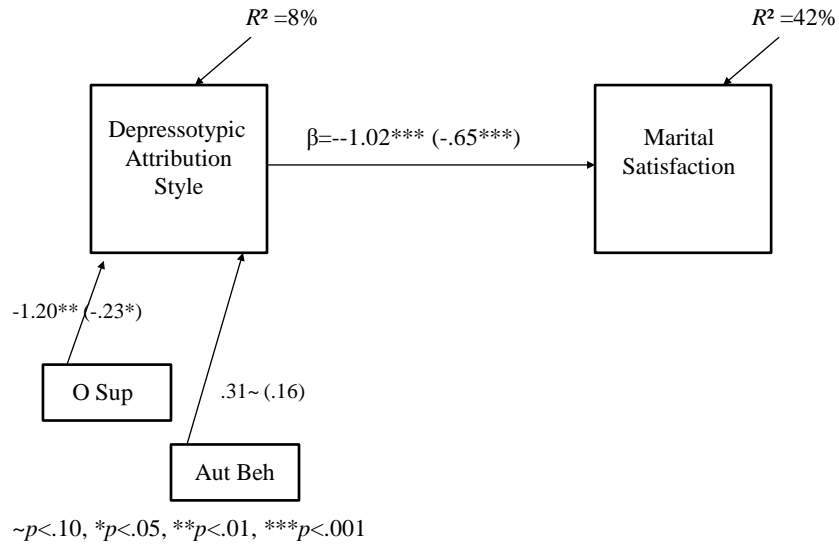 R² =8%
R² =42%
Depressotypic
Attribution
Style
β=--1.02*** (-.65***)
Marital
Satisfaction
-1.20** (-.23*)
O Sup
.31~ (.16)
Aut Beh
~p<.10, *p<.05, **p<.01, ***p<.001